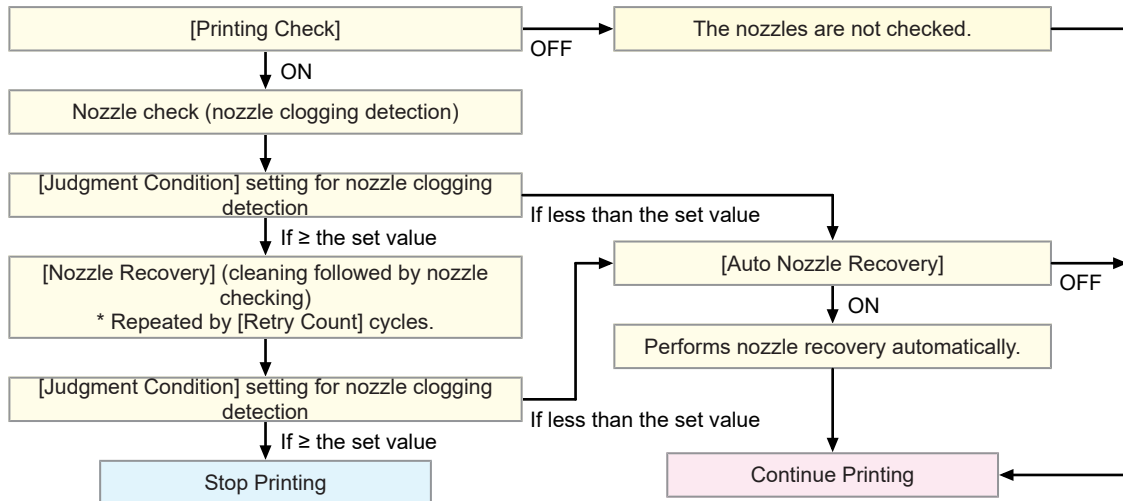 [Printing Check]
OFF
The nozzles are not checked.
ON
Nozzle check (nozzle clogging detection)
[Judgment Condition] setting for nozzle clogging
detection
If less than the set value
If ≥ the set value
[Nozzle Recovery] (cleaning followed by nozzle
checking)
* Repeated by [Retry Count] cycles.
[Auto Nozzle Recovery]
OFF
ON
Performs nozzle recovery automatically.
[Judgment Condition] setting for nozzle clogging
detection
If less than the set value
If ≥ the set value
Stop Printing
Continue Printing